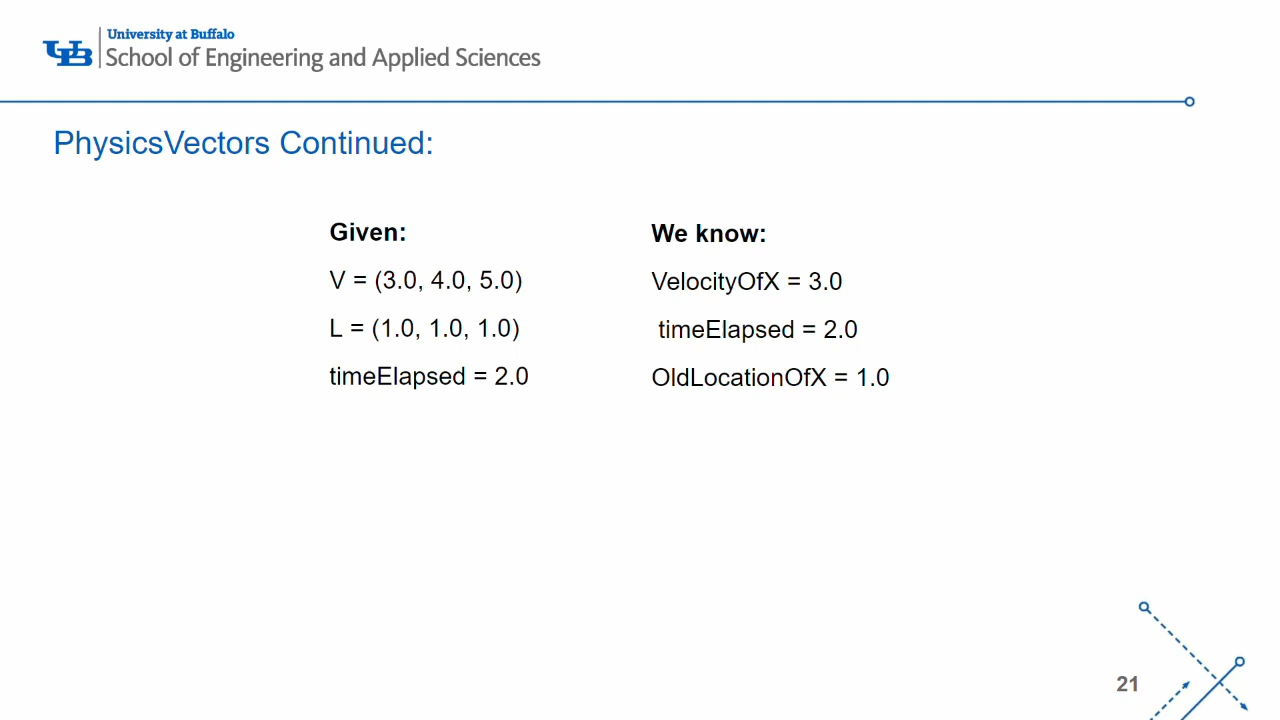 University at Buffalo
School of Engineering and Applied Sciences
PhysicsVectors Continued:
Given:
V = (3.0, 4.0, 5.0)
L = (1.0, 1.0, 1.0)
timeElapsed = 2.0
We know:
VelocityOfX = 3.0
timeElapsed = 2.0
OldLocationOfX = 1.0
21